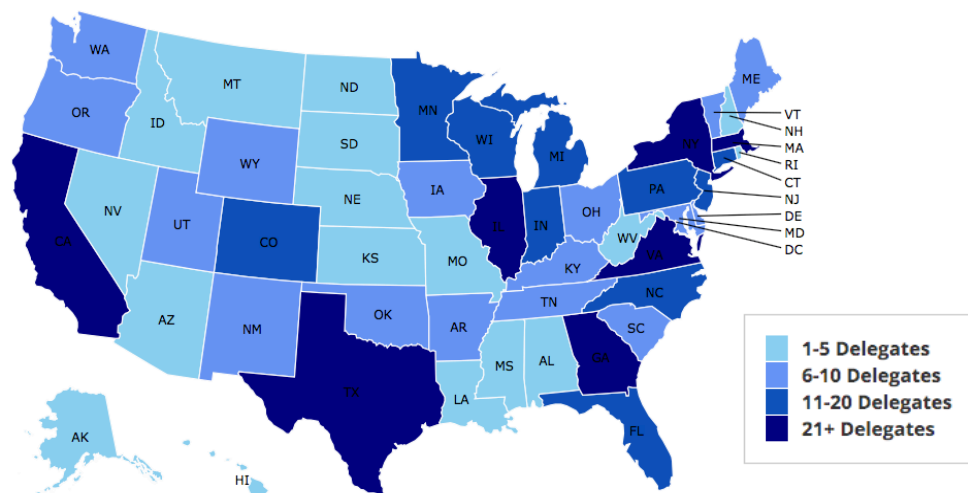 WA
MT
ND
MN
ME
OR
ID
SD
WI
MI
NY
VT
NH
MA
RI
CT
NJ
DE
MD
DC
WY
IA
NE
PA
NV
UT
CO
IL
IN
OH
WV
VA
CA
KS
MO
KY
AZ
NM
OK
AR
TN
NC
SC
MS
AL
GA
TX
LA
FL
AK
HI
1-5 Delegates
6-10 Delegates
11-20 Delegates
21+ Delegates